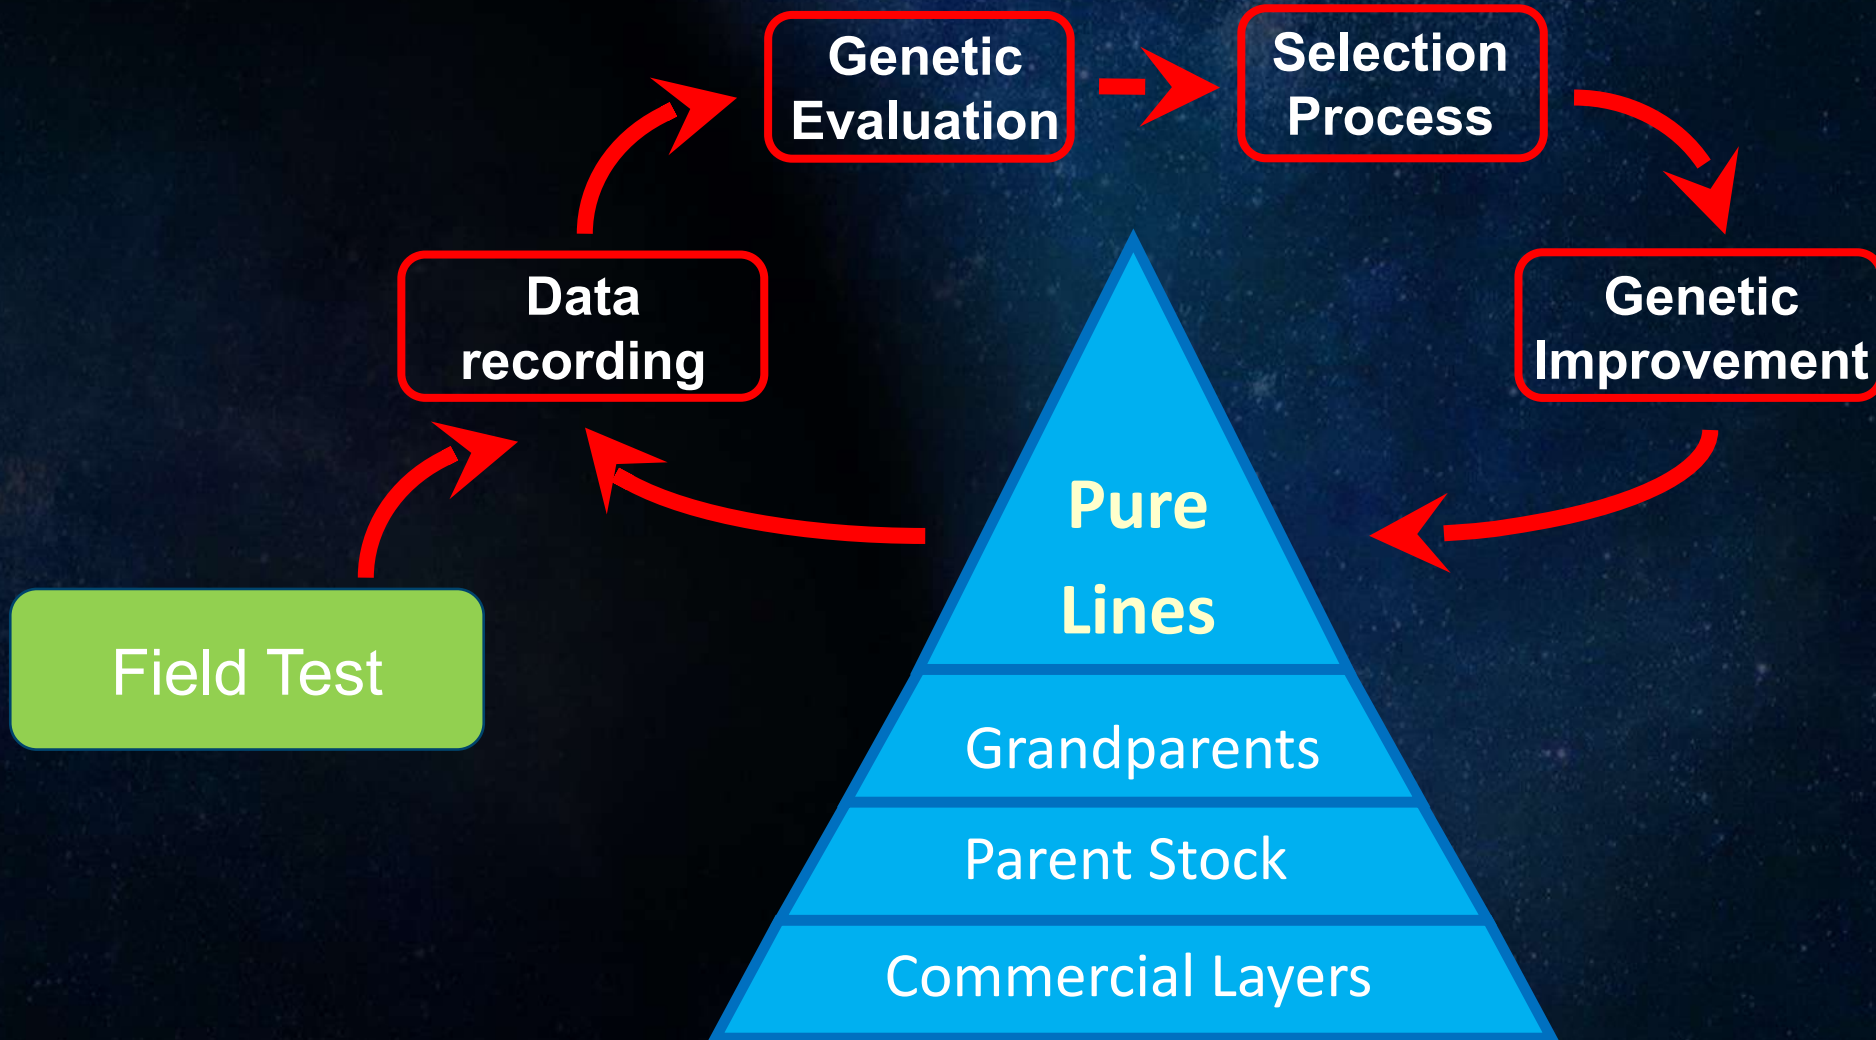 Genetic
Evaluation
Selection
Process
Data
recording
Genetic
Improvement
Pure
Lines
Field Test
Grandparents
Parent Stock
Commercial Layers